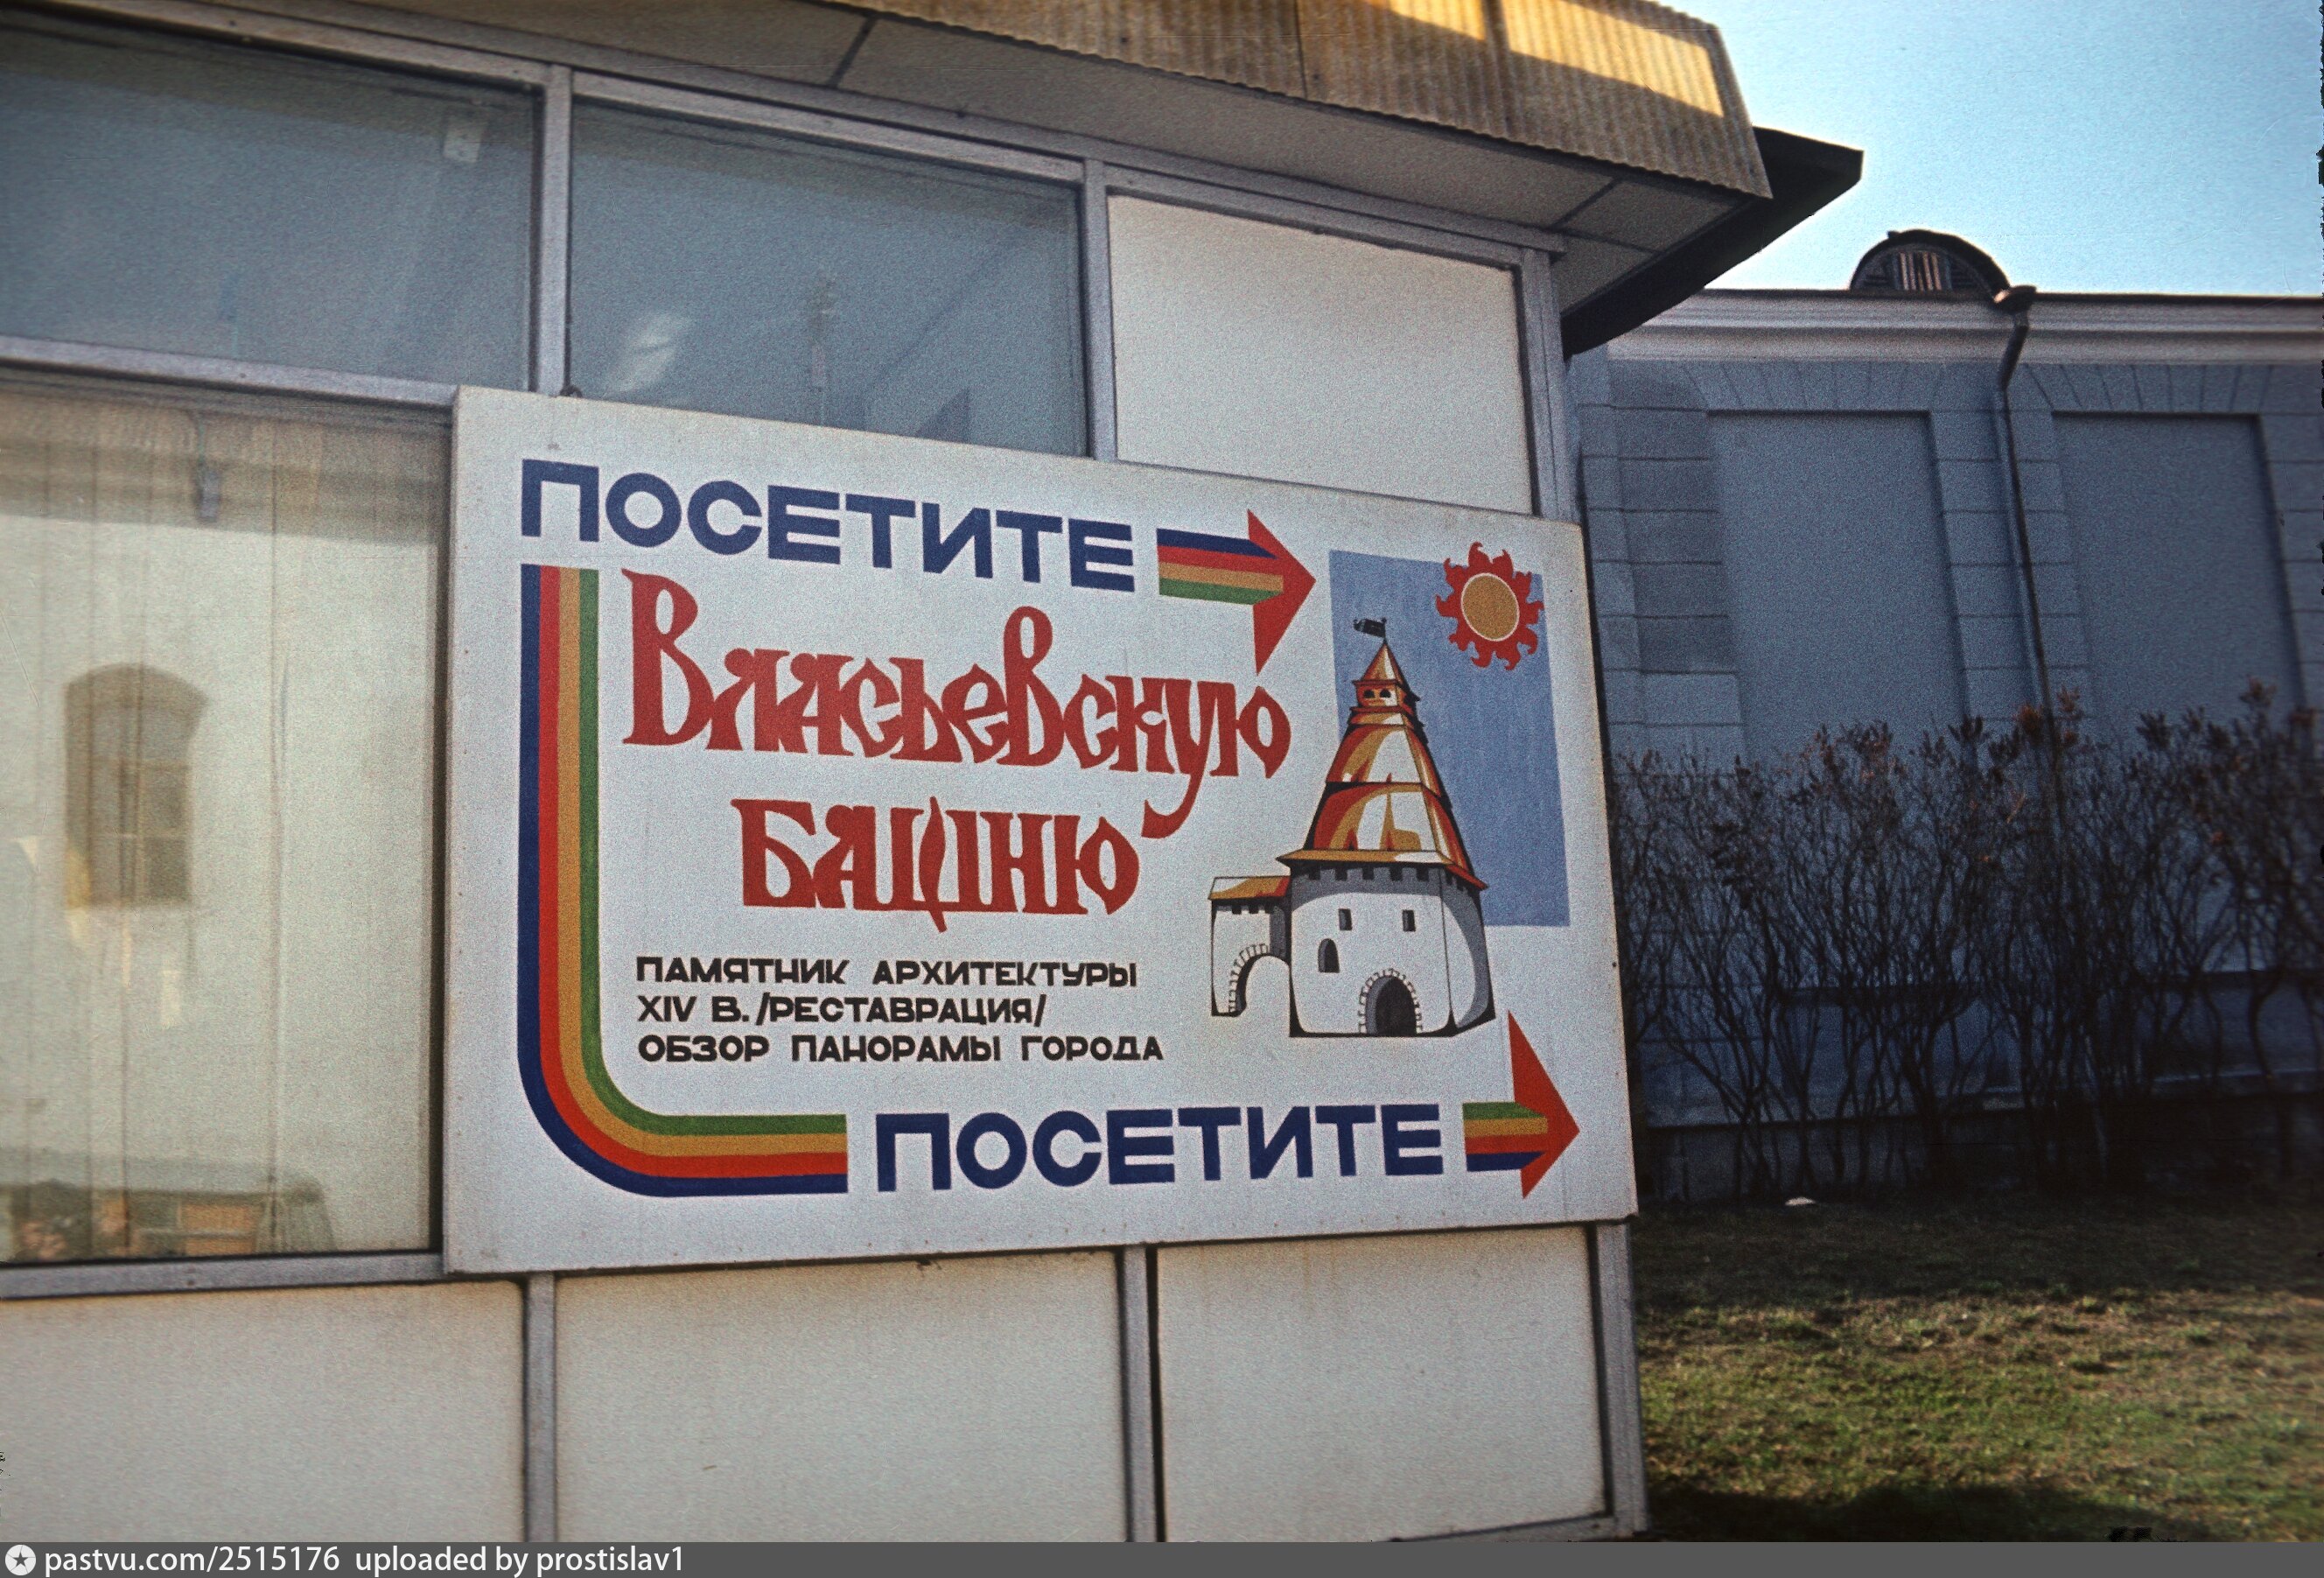 ПОСЕТИТЕ
Власьевскую
БАШНЮ
ПАМЯТНИК АРХИТЕКТУРЫ
XIV В. /РЕСТАВРАЦИЯ/
ОБЗОР ПАНОРАМЫ ГОРОДА
ПОСЕТИТЕ
pastvu.com/2515176 uploaded by prostislav1